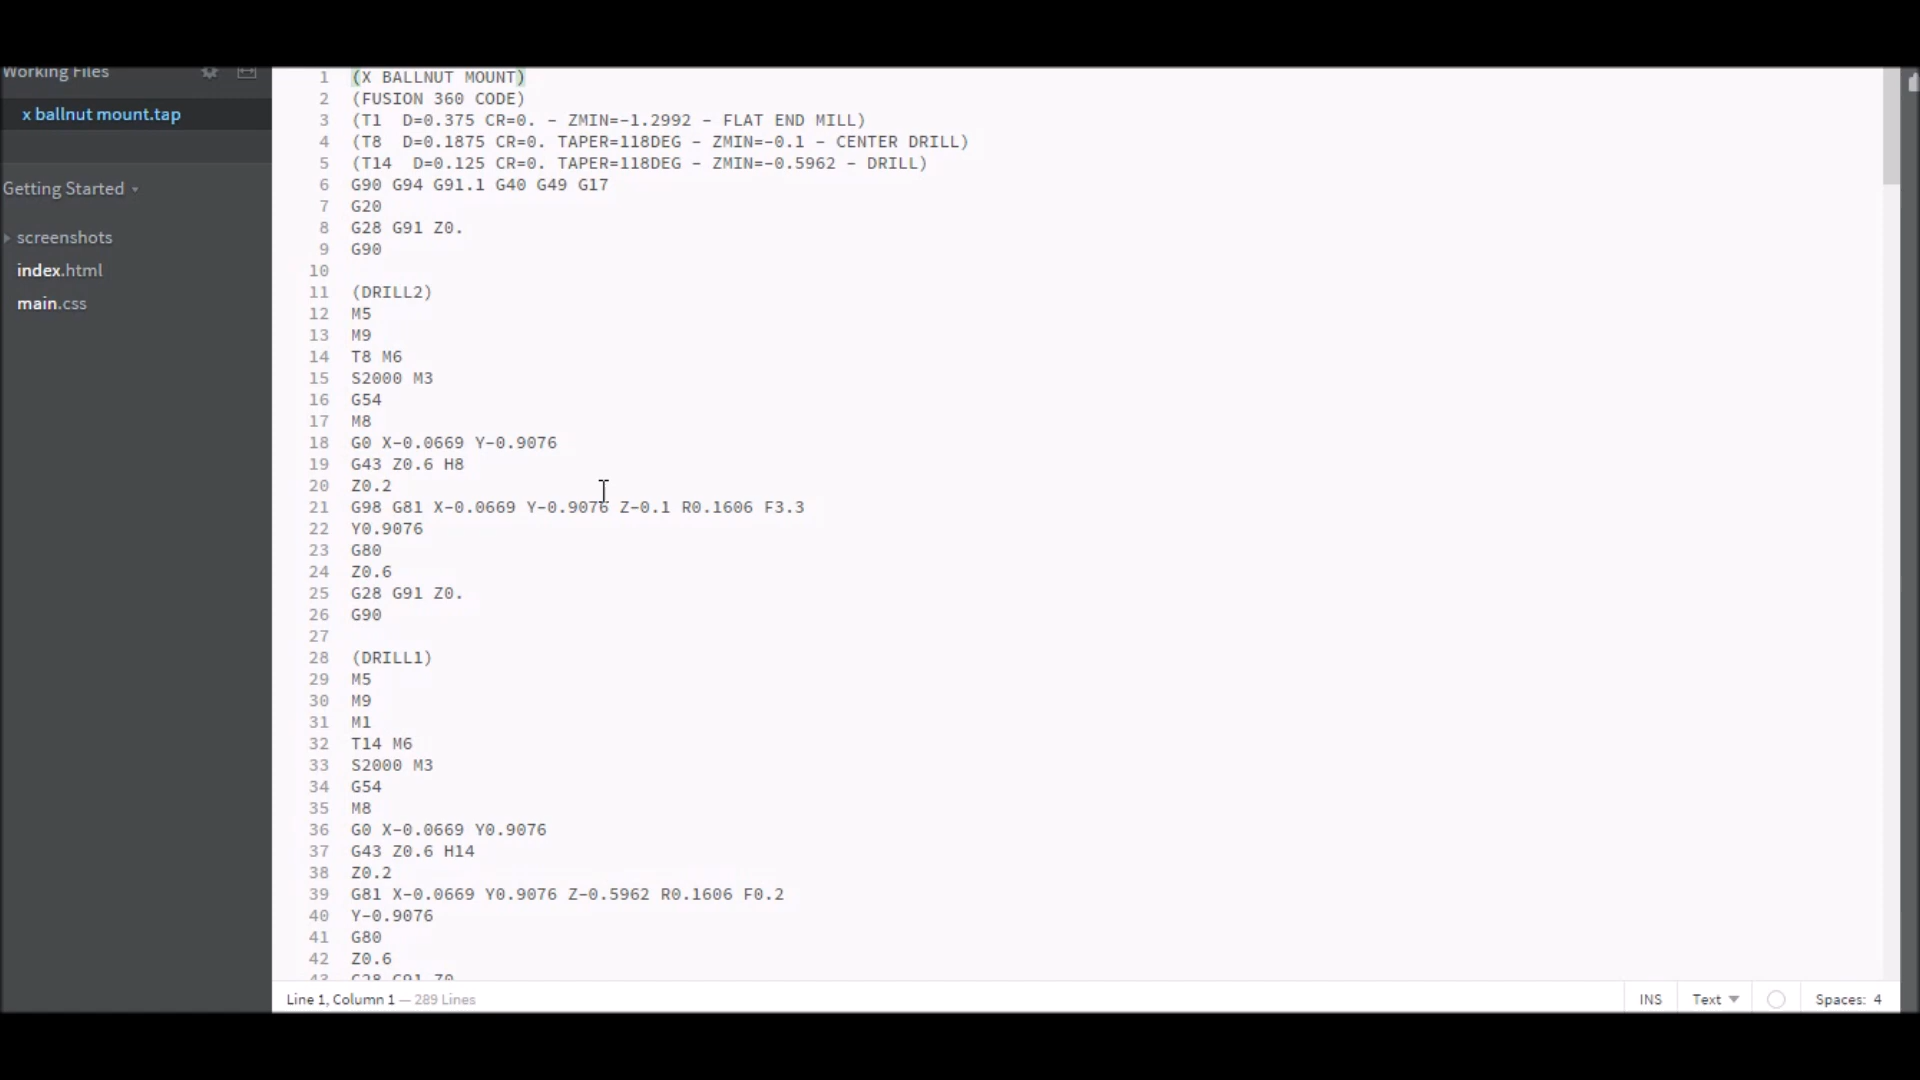 Working Files
x ballnut mount.tap
Getting Started
screenshots
index.html
main.css
1 (X BALLNUT MOUNT)
2 (FUSION 360 CODE)
3 (T1 D=0.375 CR=0. - ZMIN=-1.2992 - FLAT END MILL)
4 (T8 D=0.1875 CR=0. TAPER=118DEG - ZMIN=-0.1 - CENTER DRILL)
5 (T14 D=0.125 CR=0. TAPER=118DEG - ZMIN=-0.5962 - DRILL)
6 G90 G94 G91.1 G40 G49 G17
7 G20
8 G28 G91 Z0.
9 G90
10
11 (DRILL2)
12 M5
13 M9
14 T8 M6
15 S2000 M3
16 G54
17 M8
18 G0 X-0.0669 Y-0.9076
19 G43 Z0.6 H8
20 Z0.2
21 G98 G81 X-0.0669 Y-0.9076 Z-0.1 R0.1606 F3.3
22 Y0.9076
23 G80
24 Z0.6
25 G28 G91 Z0.
26 G90
27
28 (DRILL1)
29 M5
30 M9
31 M1
32 T14 M6
33 S2000 M3
34 G54
35 M8
36 G0 X-0.0669 Y0.9076
37 G43 Z0.6 H14
38 Z0.2
39 G81 X-0.0669 Y0.9076 Z-0.5962 R0.1606 F0.2
40 Y-0.9076
41 G80
42 Z0.6
43 G28 G91 Z0
Line 1, Column 1 — 289 Lines
INS
Text
Spaces: 4